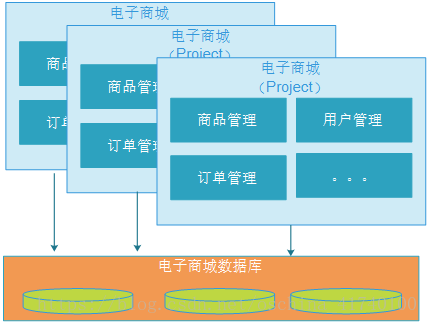 电子商城
商品
订单
电子商城
（Project）
商品管理
订单管理
电子商城
（Project）
商品管理
用户管理
订单管理
。。。
电子商城数据库